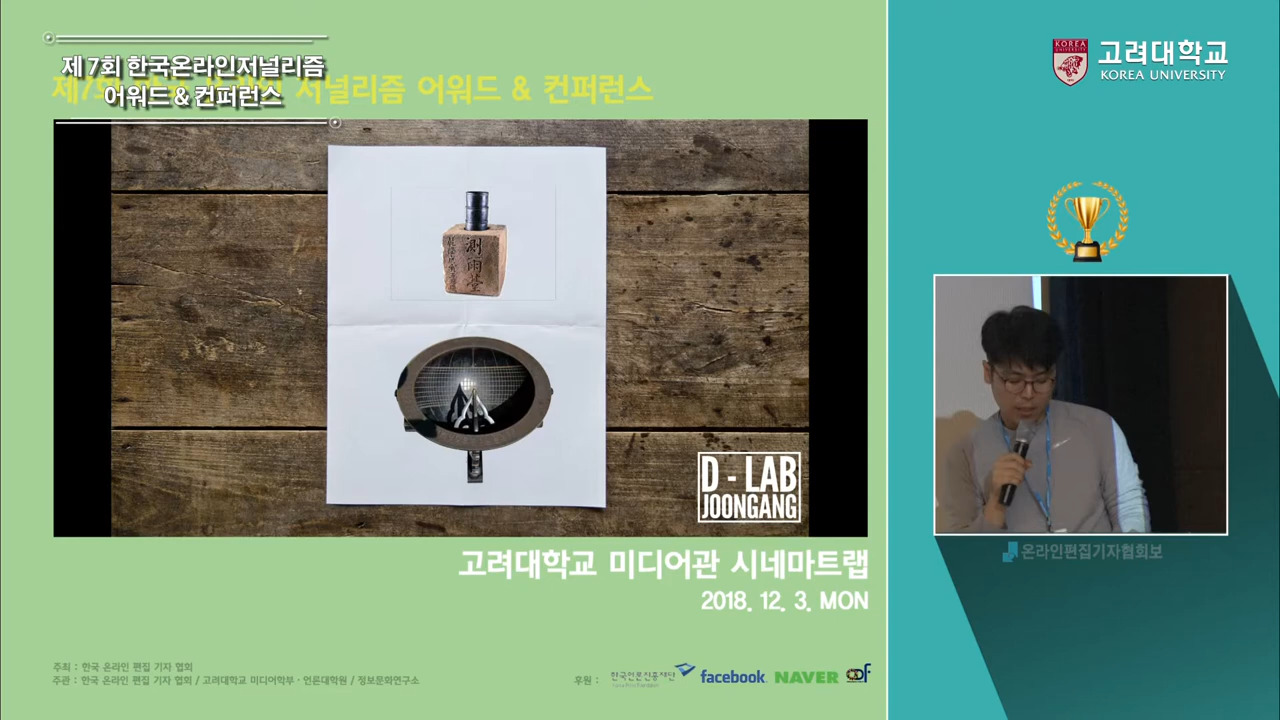 제 7회 한국온라인저널리즘
어워드 & 컨퍼런스
저널리즘 어워드 & 컨퍼런스
測雨臺
D - LAB
JOONGANG
고려대학교 미디어관 시네마트랩
2018. 12. 3. MON
주최 : 한국 온라인 편집 기자 협회
주관 : 한국 온라인 편집 기자 협회 / 고려대학교 미디어학부 · 언론대학원 / 정보문화연구소
후원 :
한국언론진흥재단
facebook
NAVER
KOREA
UNIVERSITY
고려대학교
KOREA UNIVERSITY
온라인편집기자협회보